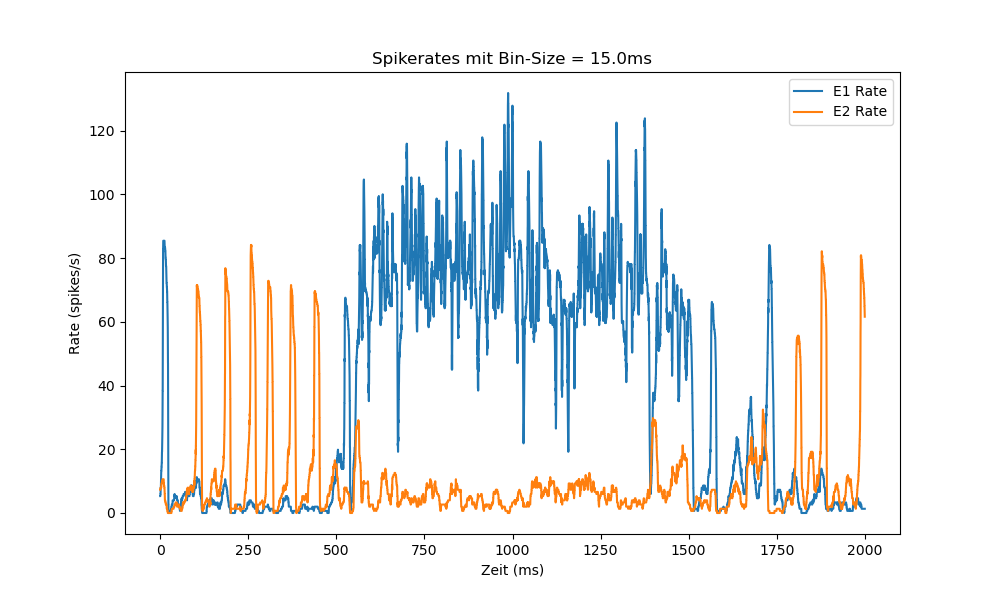 Spikerates mit Bin-Size = 15.0ms
E1 Rate
E2 Rate
Rate (spikes/s)
120
100
80
60
40
20
0
0 250 500 750 1000 1250 1500 1750 2000
Zeit (ms)